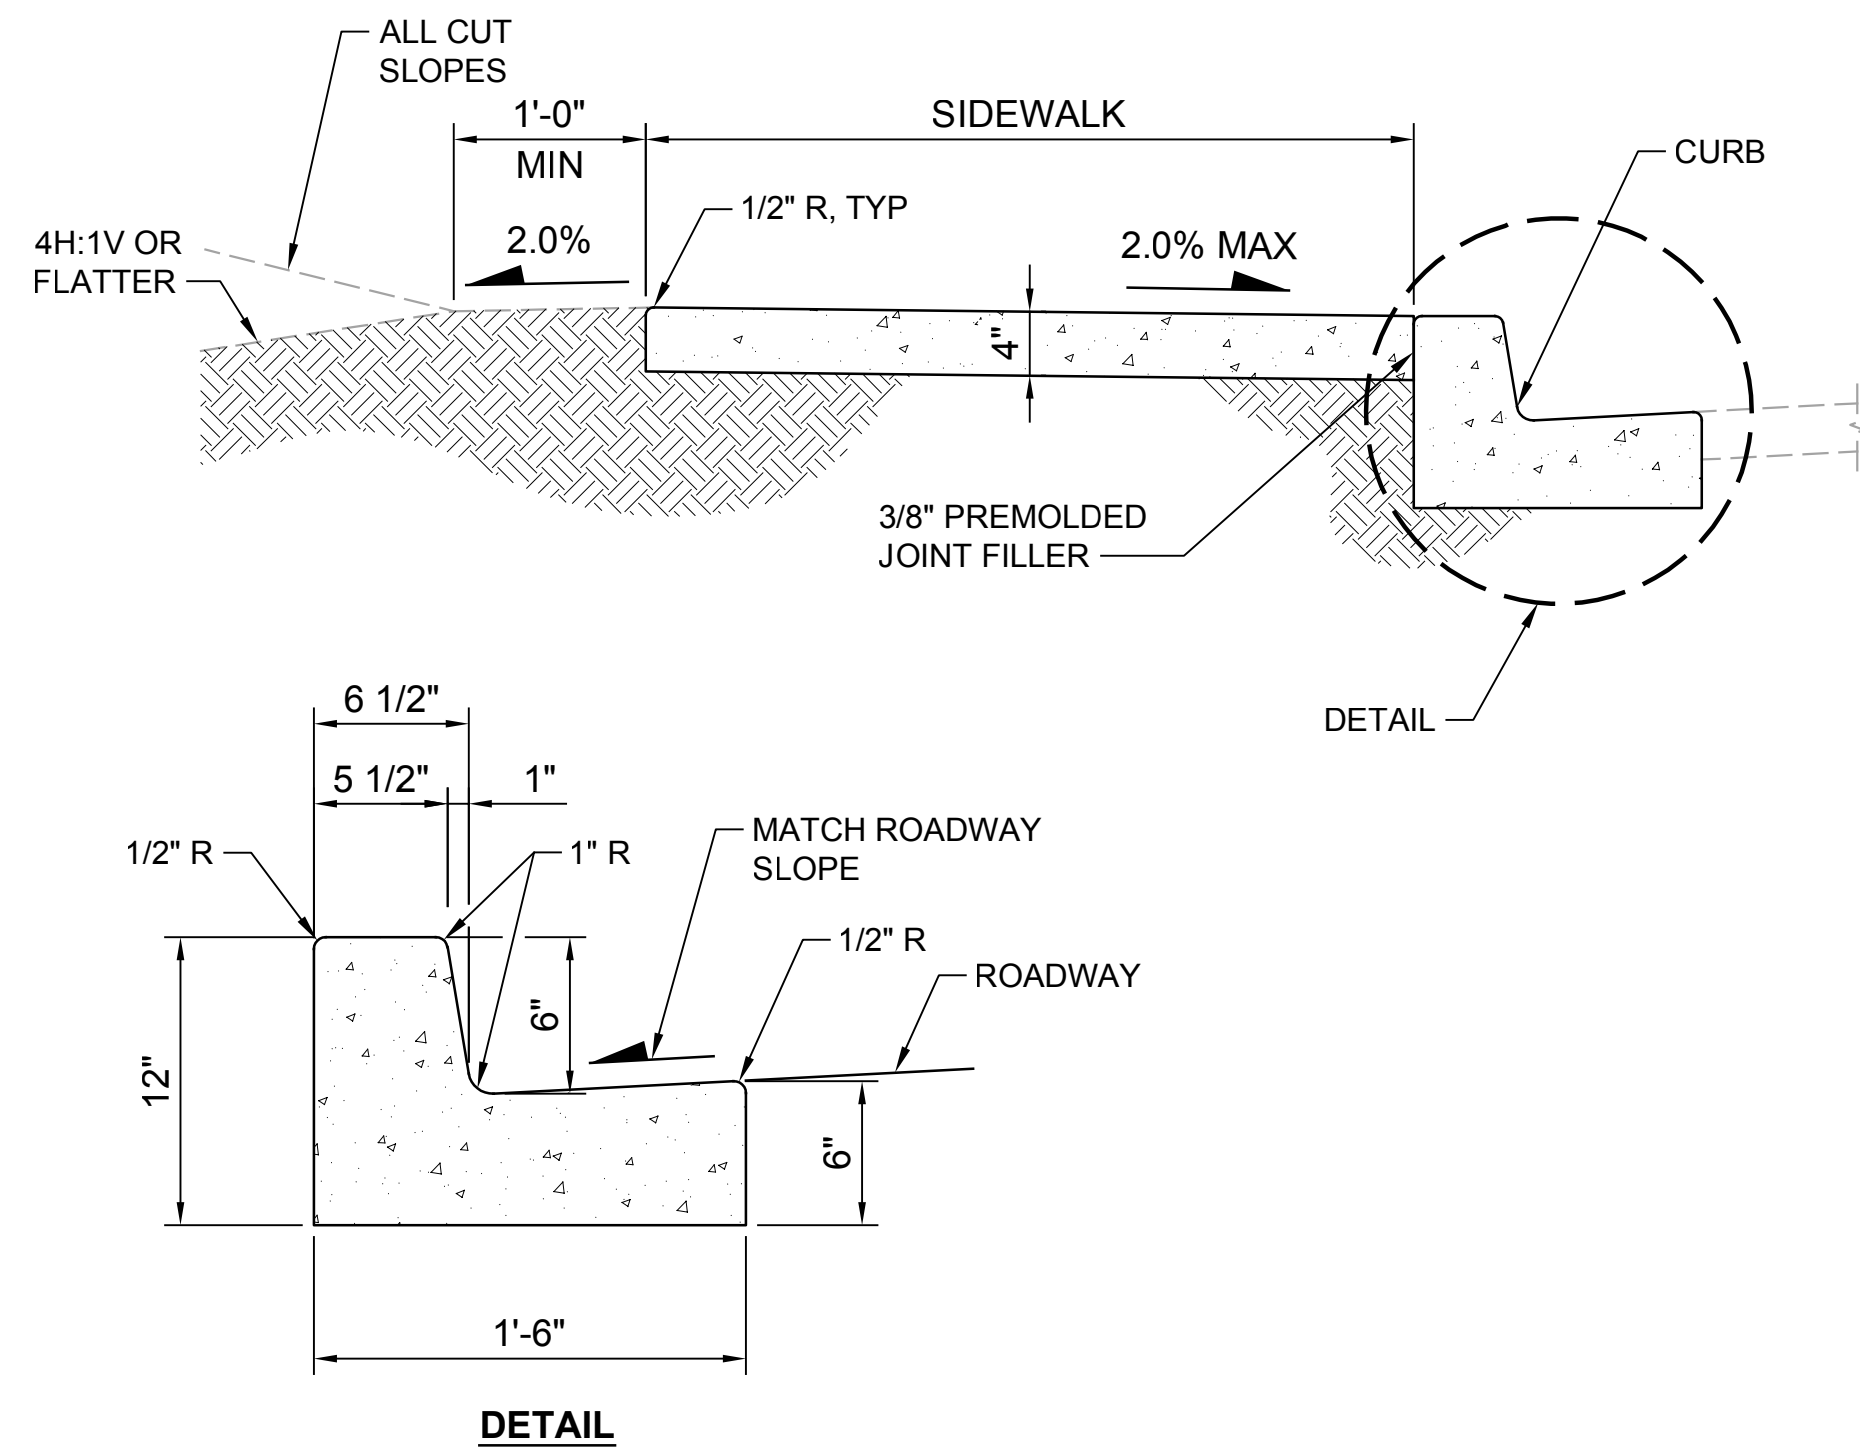 ALL CUT
SLOPES
1'-0"
MIN
SIDEWALK
CURB
1/2" R, TYP
4H:1V OR
FLATTER
2.0%
2.0% MAX
4"
3/8" PREMOLDED
JOINT FILLER
DETAIL
6 1/2"
5 1/2"
1"
1/2" R
1" R
MATCH ROADWAY
SLOPE
1/2" R
ROADWAY
6"
12"
6"
1'-6"
DETAIL